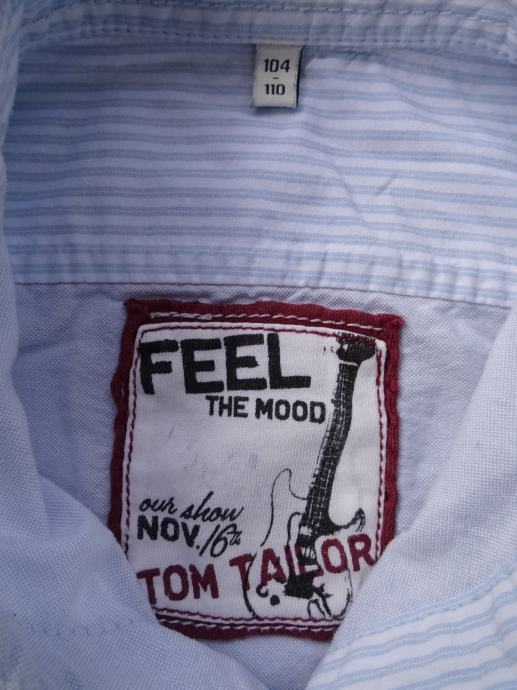 104
-
110
FEEL
THE MOOD
our show
NOV. 16th
TOM TAILOR